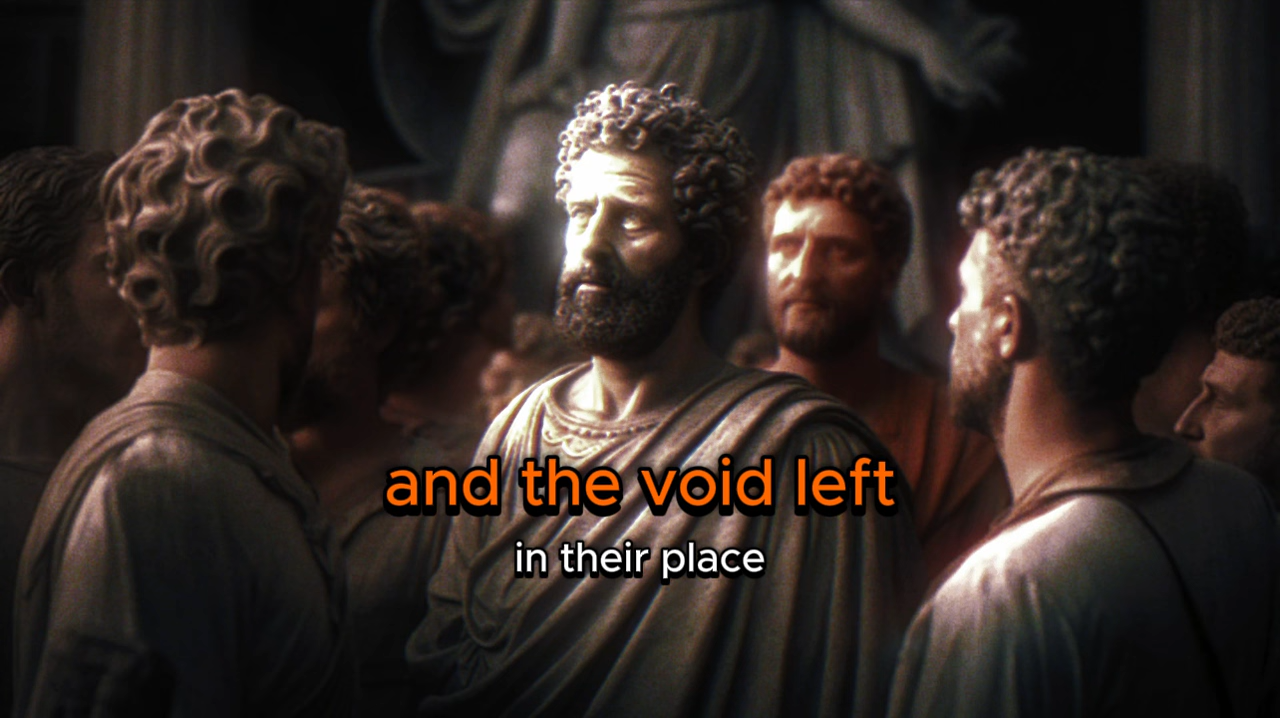 and the void left
in their place